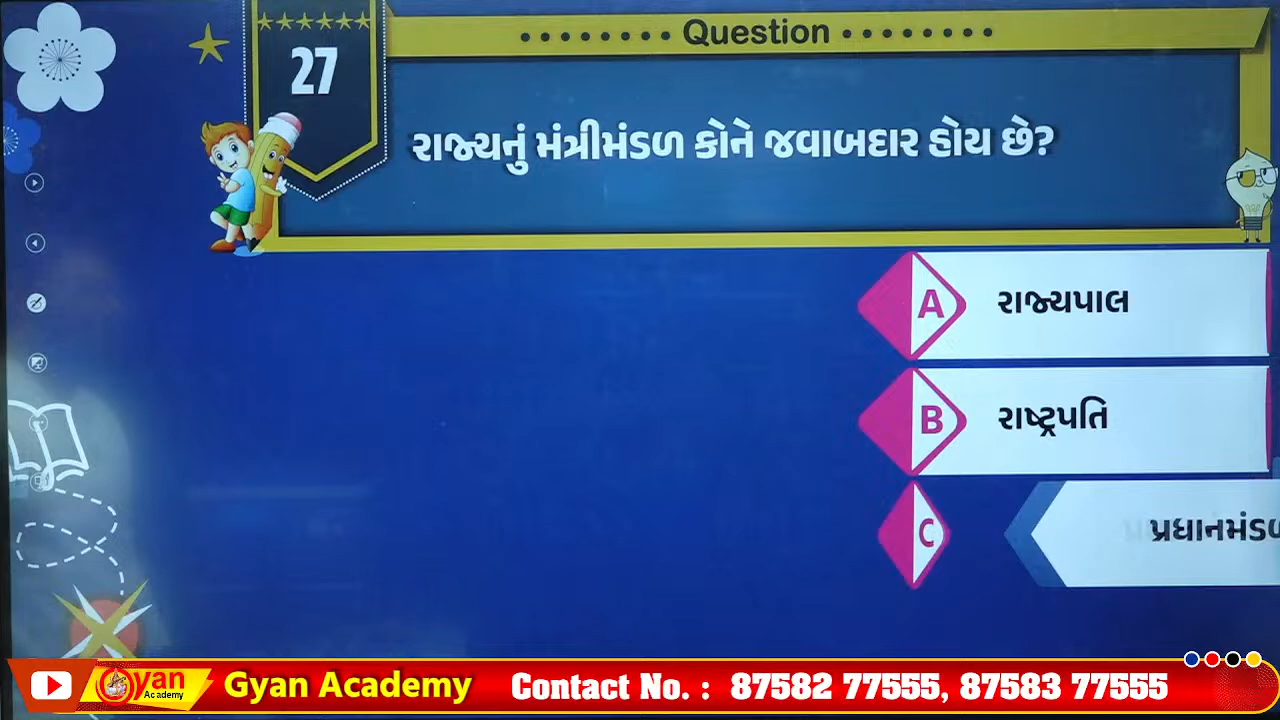 Question
27
રાજ્યનું મંત્રીમંડળ કોને જવાબદાર હોય છે?
A રાજ્યપાલ
B રાષ્ટ્રપતિ
C પ્રધાનમંડળ
Gyan Academy
Gyan Academy Contact No. : 87582 77555, 87583 77555